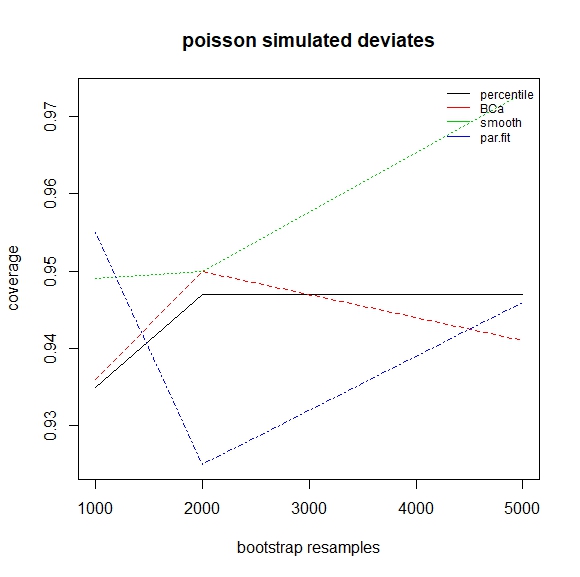 poisson simulated deviates
percentile
BCa
smooth
par.fit
coverage
0.97
0.96
0.95
0.94
0.93
1000 2000 3000 4000 5000
bootstrap resamples